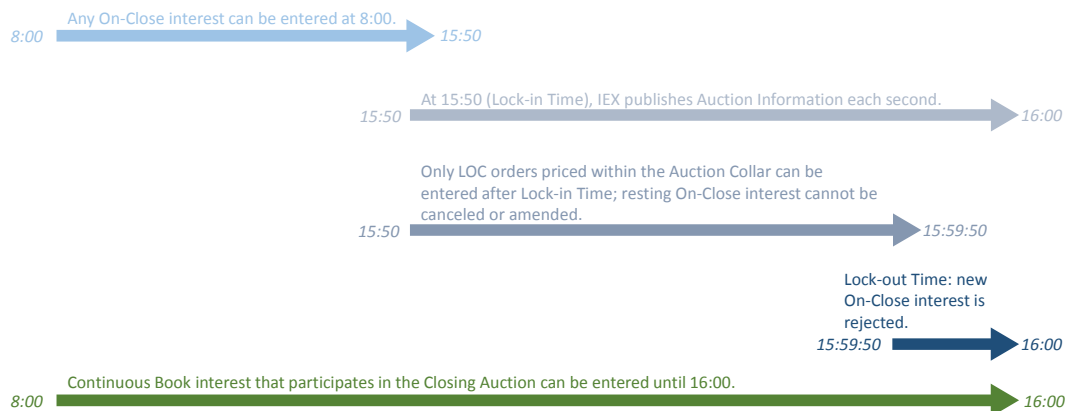 Any On-Close interest can be entered at 8:00.
8:00
15:50
At 15:50 (Lock-in Time), IEX publishes Auction Information each second.
15:50
16:00
Only LOC orders priced within the Auction Collar can be
entered after Lock-in Time; resting On-Close interest cannot be
canceled or amended.
15:50
15:59:50
Lock-out Time: new
On-Close interest is
rejected.
15:59:50
16:00
Continuous Book interest that participates in the Closing Auction can be entered until 16:00.
8:00
16:00